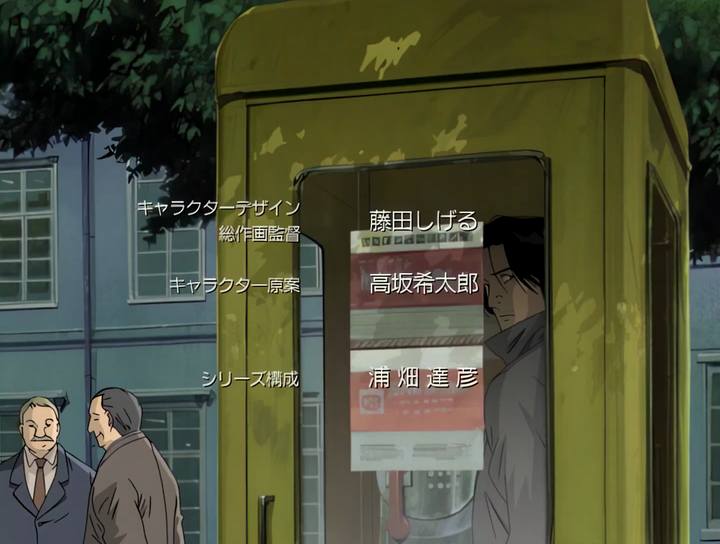 キャラクターデザイン
総作画監督
藤田しげる
キャラクター原案
高坂希太郎
シリーズ構成
浦畑達彦